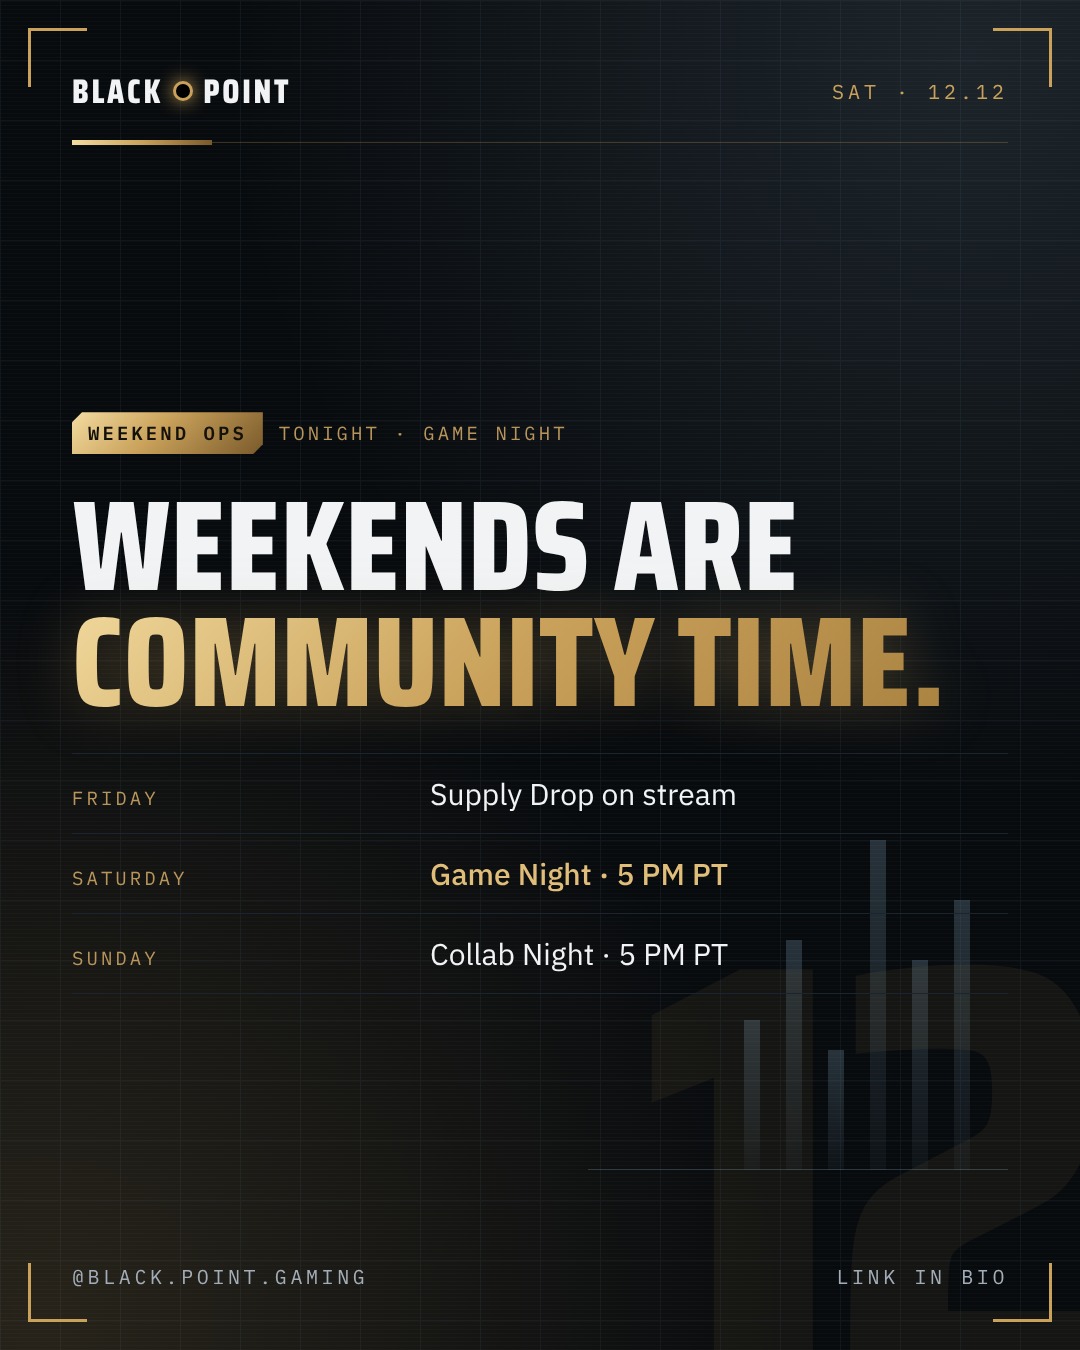 BLACK POINT
SAT · 12.12
WEEKEND OPS
TONIGHT · GAME NIGHT
WEEKENDS ARE
COMMUNITY TIME.
FRIDAY
Supply Drop on stream
SATURDAY
Game Night · 5 PM PT
SUNDAY
Collab Night · 5 PM PT
12
@BLACK.POINT.GAMING
LINK IN BIO